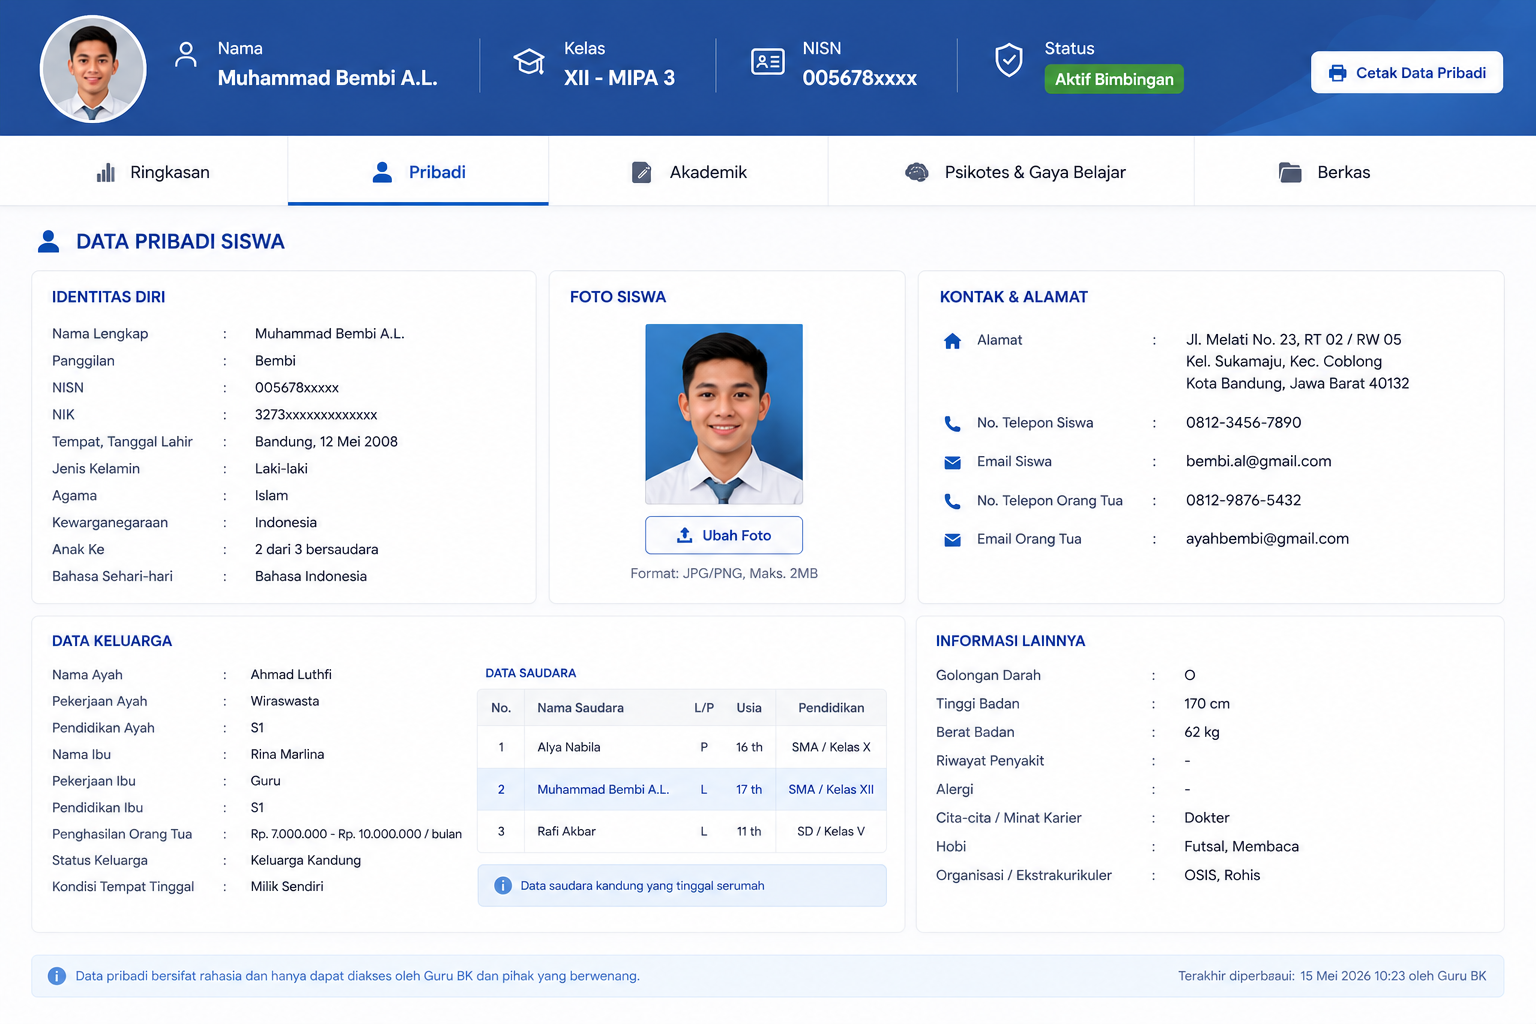 Nama
Muhammad Bembi A.L.
Kelas
XII - MIPA 3
NISN
005678xxxx
Status
Aktif Bimbingan
Cetak Data Pribadi
Ringkasan
Pribadi
Akademik
Psikotes & Gaya Belajar
Berkas
DATA PRIBADI SISWA
IDENTITAS DIRI
Nama Lengkap : Muhammad Bembi A.L.
Panggilan : Bembi
NISN : 005678xxxxx
NIK : 3273xxxxxxxxxxxxx
Tempat, Tanggal Lahir : Bandung, 12 Mei 2008
Jenis Kelamin : Laki-laki
Agama : Islam
Kewarganegaraan : Indonesia
Anak Ke : 2 dari 3 bersaudara
Bahasa Sehari-hari : Bahasa Indonesia
FOTO SISWA
Ubah Foto
Format: JPG/PNG, Maks. 2MB
KONTAK & ALAMAT
Alamat : Jl. Melati No. 23, RT 02 / RW 05
Kel. Sukamaju, Kec. Coblong
Kota Bandung, Jawa Barat 40132
No. Telepon Siswa : 0812-3456-7890
Email Siswa : bembi.al@gmail.com
No. Telepon Orang Tua : 0812-9876-5432
Email Orang Tua : ayahbembi@gmail.com
DATA KELUARGA
Nama Ayah : Ahmad Luthfi
Pekerjaan Ayah : Wiraswasta
Pendidikan Ayah : S1
Nama Ibu : Rina Marlina
Pekerjaan Ibu : Guru
Pendidikan Ibu : S1
Penghasilan Orang Tua : Rp. 7.000.000 - Rp. 10.000.000 / bulan
Status Keluarga : Keluarga Kandung
Kondisi Tempat Tinggal : Milik Sendiri
DATA SAUDARA
No. Nama Saudara L/P Usia Pendidikan
1 Alya Nabila P 16 th SMA / Kelas X
2 Muhammad Bembi A.L. L 17 th SMA / Kelas XII
3 Rafi Akbar L 11 th SD / Kelas V
Data saudara kandung yang tinggal serumah
INFORMASI LAINNYA
Golongan Darah : O
Tinggi Badan : 170 cm
Berat Badan : 62 kg
Riwayat Penyakit : -
Alergi : -
Cita-cita / Minat Karier : Dokter
Hobi : Futsal, Membaca
Organisasi / Ekstrakurikuler : OSIS, Rohis
Data pribadi bersifat rahasia dan hanya dapat diakses oleh Guru BK dan pihak yang berwenang.
Terakhir 15 Mei 2026 10:23 oleh Guru BK